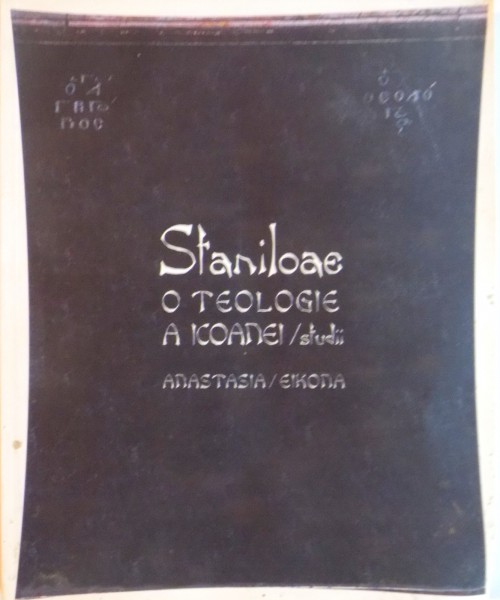 Staniloae
O TEOLOGIE
A ICOANEI / studii
ANASTASIA / EIKONA